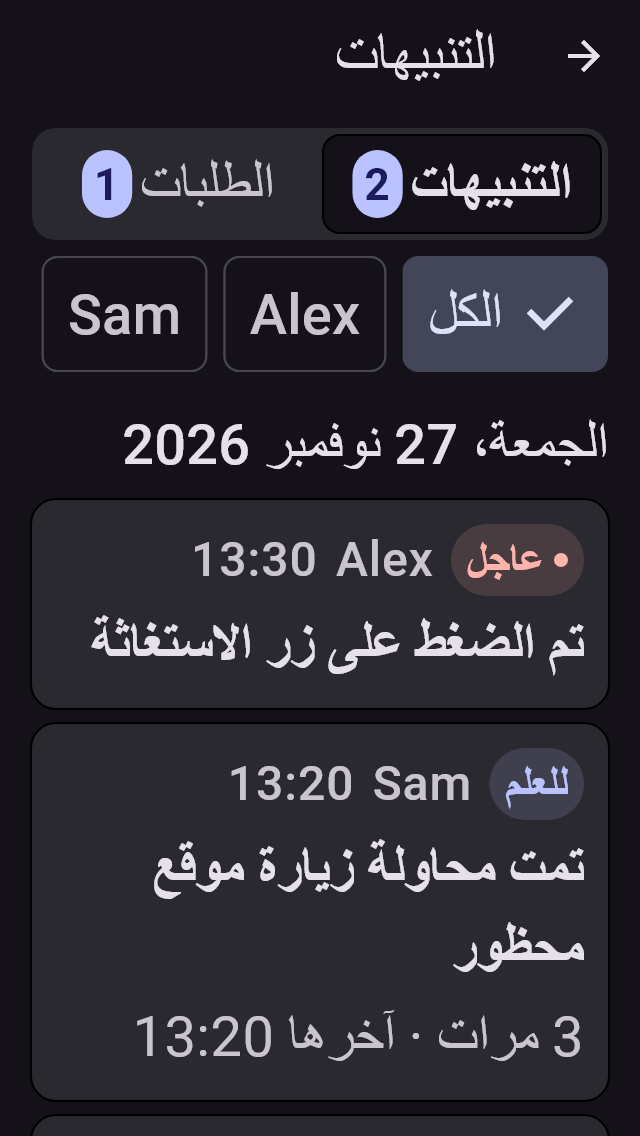 التنبيهات
التنبيهات 2 الطلبات 1
الكل Alex Sam
الجمعة، 27 نوفمبر 2026
• عاجل Alex 13:30
تم الضغط على زر الاستغاثة
للعلم Sam 13:20
تمت محاولة زيارة موقع
محظور
3 مرات · آخرها 13:20